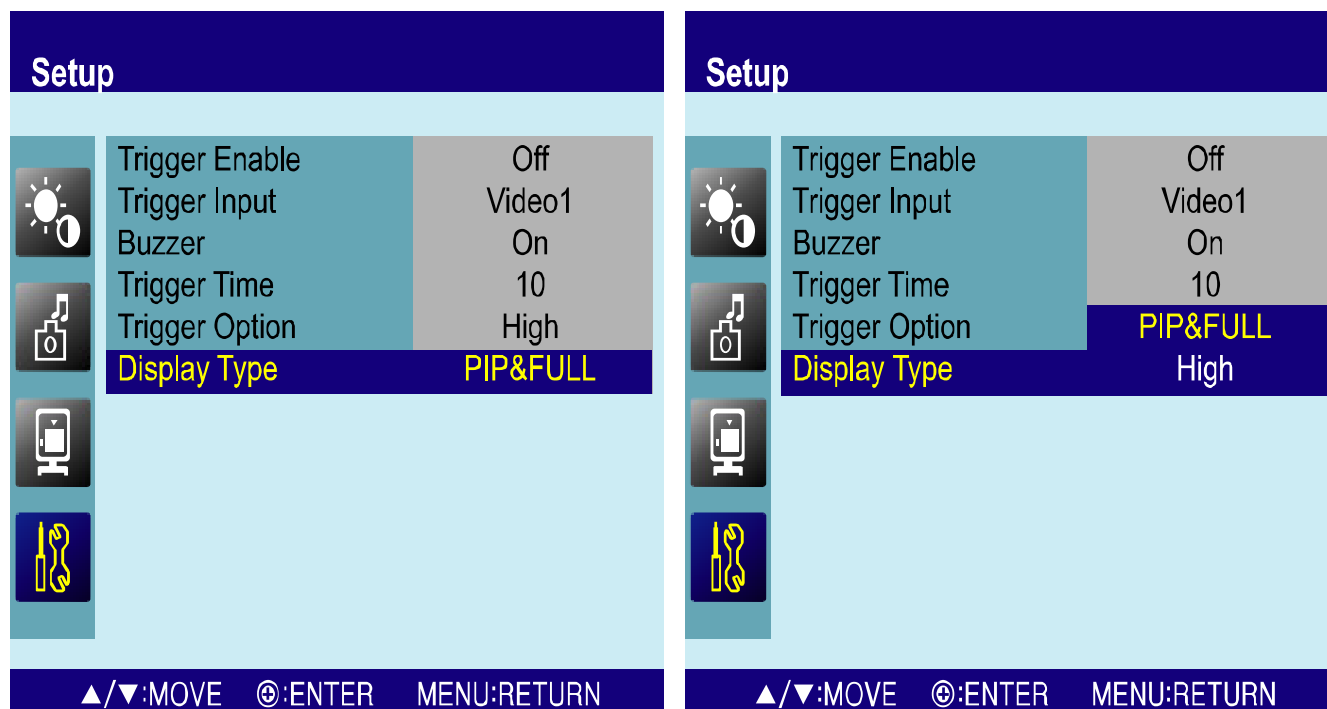 Setup
Trigger Enable Off
Trigger Input Video1
Buzzer On
Trigger Time 10
Trigger Option High
Display Type PIP&FULL
▲/▼:MOVE ⊕:ENTER MENU:RETURN
Setup
Trigger Enable Off
Trigger Input Video1
Buzzer On
Trigger Time 10
Trigger Option PIP&FULL
Display Type High
▲/▼:MOVE ⊕:ENTER MENU:RETURN